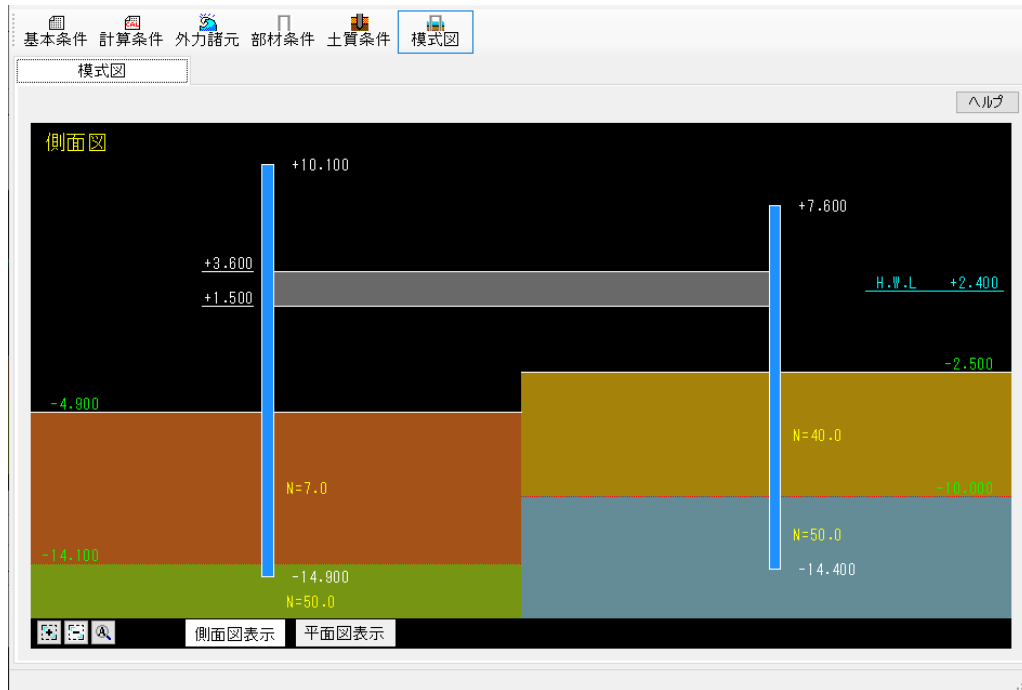 基本条件 計算条件 外力諸元 部材条件 土質条件 模式図
模式図
ヘルプ
側面図
+10.100
+7.600
+3.600
H.W.L +2.400
+1.500
-2.500
-4.900
N=40.0
N=7.0
-10.000
N=50.0
-14.100
-14.400
-14.900
N=50.0
側面図表示 平面図表示